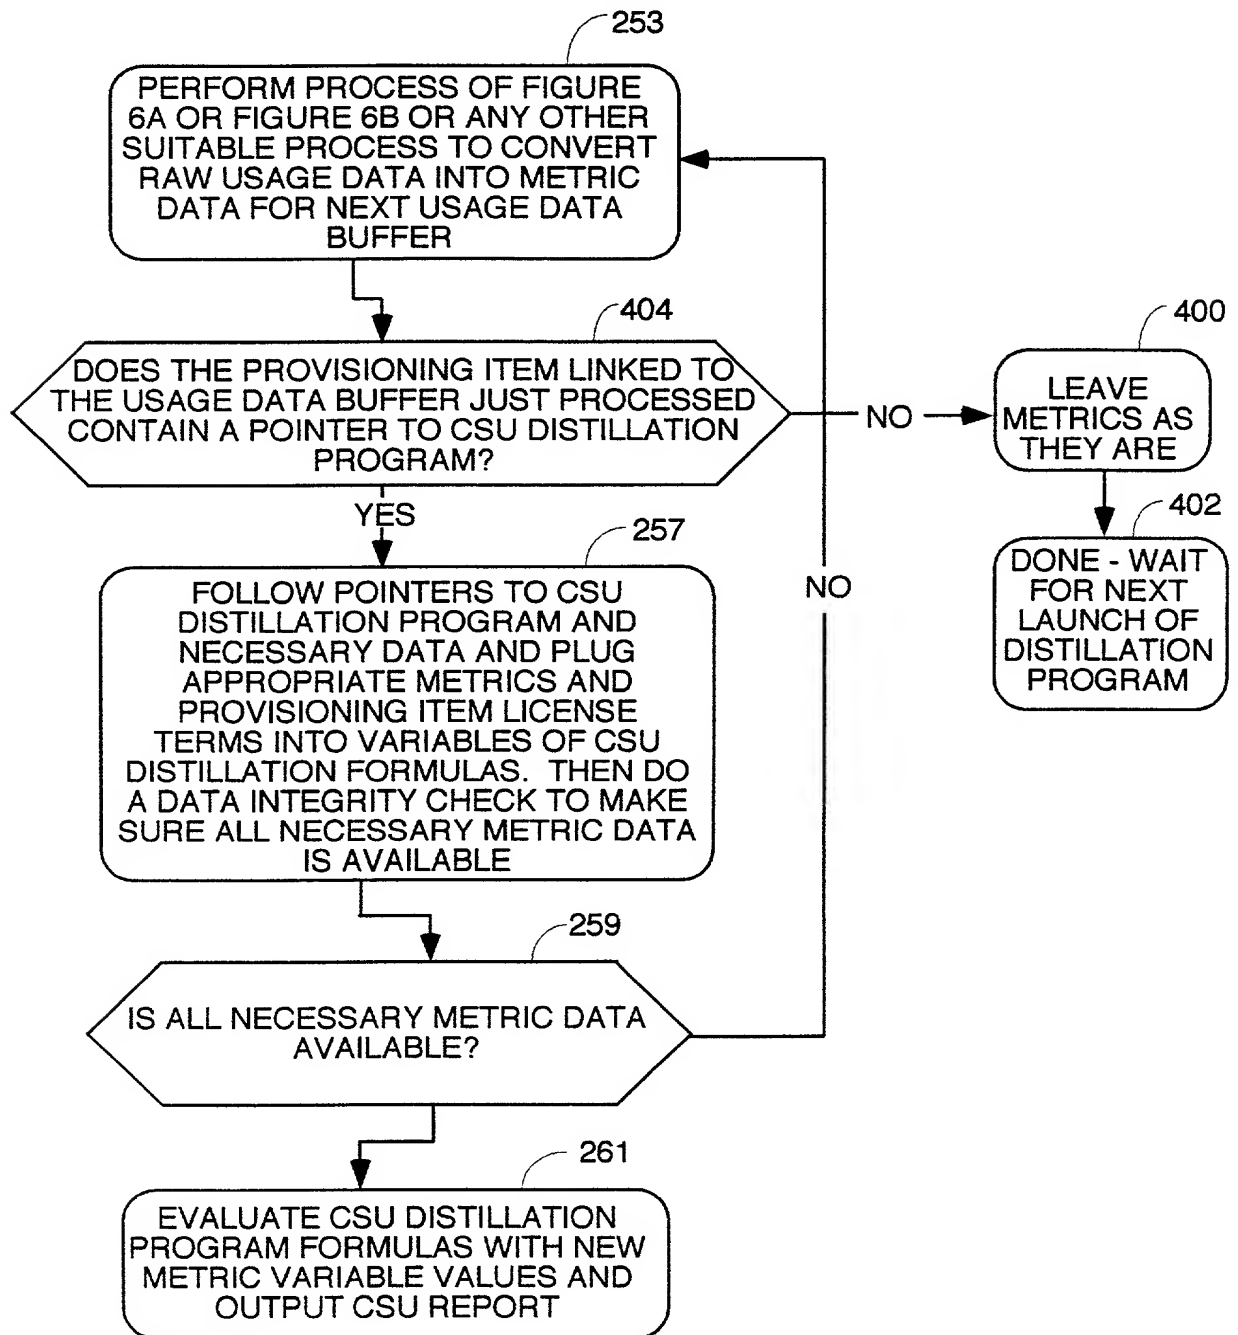 253
PERFORM PROCESS OF FIGURE
6A OR FIGURE 6B OR ANY OTHER
SUITABLE PROCESS TO CONVERT
RAW USAGE DATA INTO METRIC
DATA FOR NEXT USAGE DATA
BUFFER
404
DOES THE PROVISIONING ITEM LINKED TO
THE USAGE DATA BUFFER JUST PROCESSED
CONTAIN A POINTER TO CSU DISTILLATION
PROGRAM?
NO
400
LEAVE
METRICS AS
THEY ARE
402
DONE - WAIT
FOR NEXT
LAUNCH OF
DISTILLATION
PROGRAM
YES
257
FOLLOW POINTERS TO CSU
DISTILLATION PROGRAM AND
NECESSARY DATA AND PLUG
APPROPRIATE METRICS AND
PROVISIONING ITEM LICENSE
TERMS INTO VARIABLES OF CSU
DISTILLATION FORMULAS. THEN DO
A DATA INTEGRITY CHECK TO MAKE
SURE ALL NECESSARY METRIC DATA
IS AVAILABLE
NO
259
IS ALL NECESSARY METRIC DATA
AVAILABLE?
261
EVALUATE CSU DISTILLATION
PROGRAM FORMULAS WITH NEW
METRIC VARIABLE VALUES AND
OUTPUT CSU REPORT